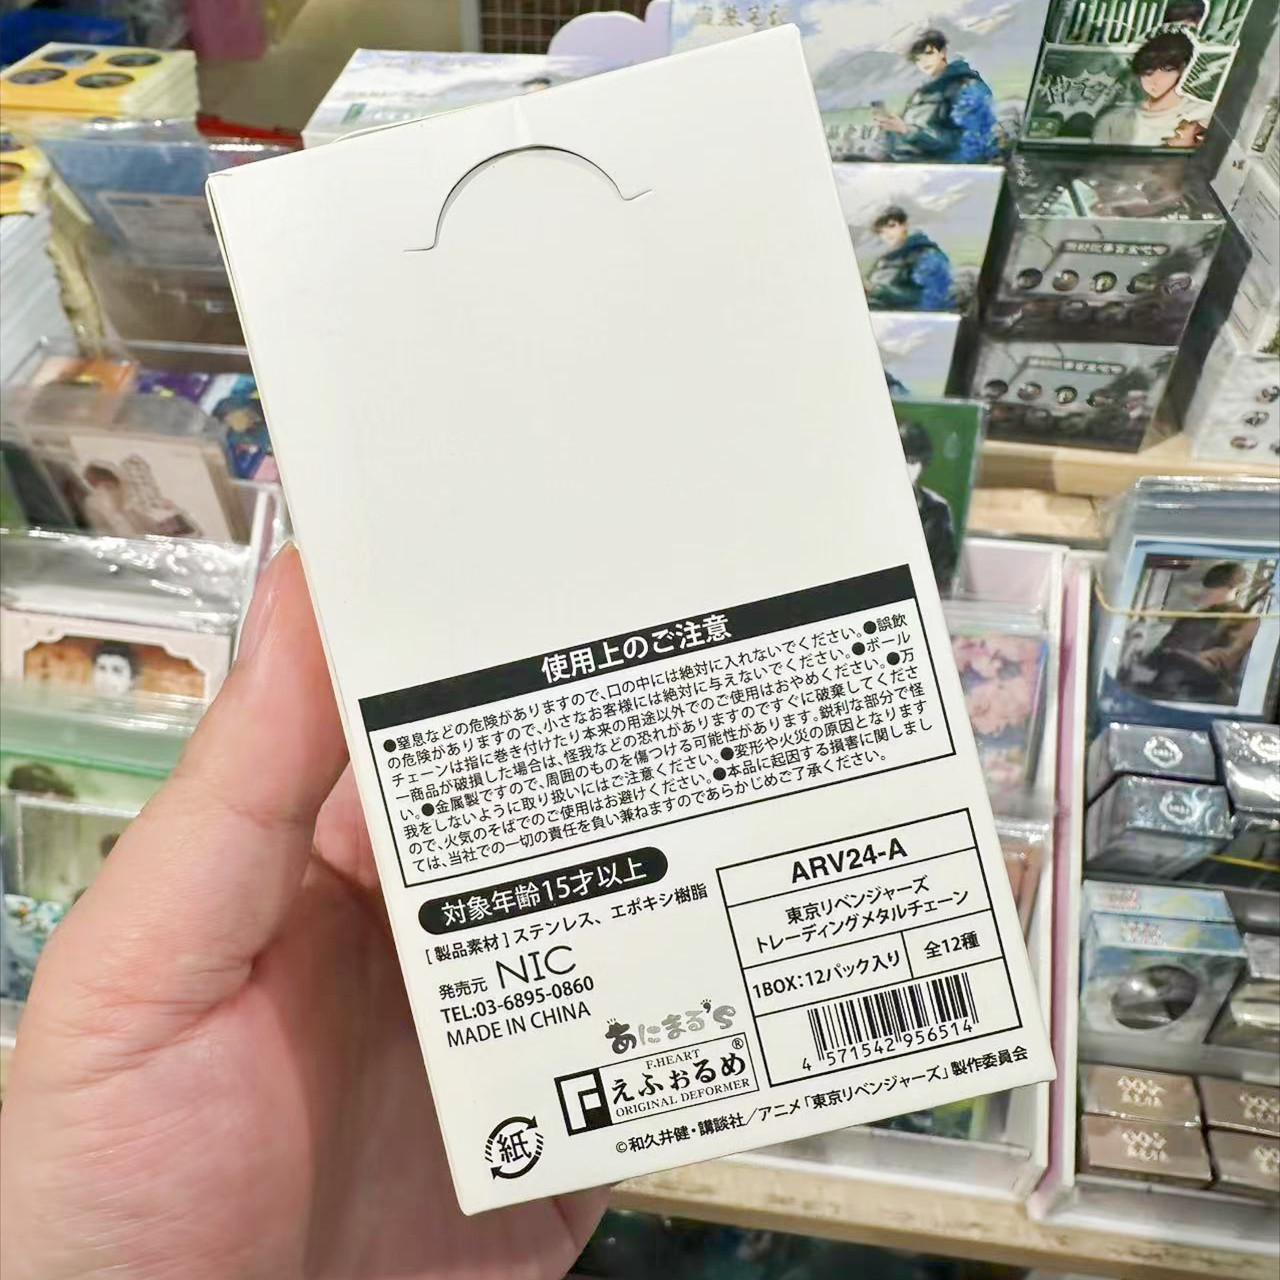 使用上のご注意
●窒息などの危険がありますので、口の中には絶対に入れないでください。●誤飲
の危険がありますので、小さなお客様には絶対に与えないでください。●ボール
チェーンは指に巻き付けたり本来の用途以外でのご使用はおやめください。●万
一商品が破損した場合は、怪我などの恐れがありますのですぐに破棄してくださ
い。●金属製ですので、周囲のものを傷つける可能性があります。鋭利な部分で怪
我をしないように取り扱いにはご注意ください。●変形や火災の原因となります
ので、火気のそばでのご使用はお避けください。●本品に起因する損害に関しまし
ては、当社での一切の責任を負い兼ねますのであらかじめご了承ください。
対象年齢15才以上
[製品素材]ステンレス、エポキシ樹脂
発売元 NIC
TEL:03-6895-0860
MADE IN CHINA
ARV24-A
東京リベンジャーズ
トレーディングメタルチェーン
1BOX:12パック入り
全12種
4 571542 956514
あにまる's
F.HEART
えふぉるめ®
ORIGINAL DEFORMER
紙
©和久井健・講談社/アニメ「東京リベンジャーズ」製作委員会